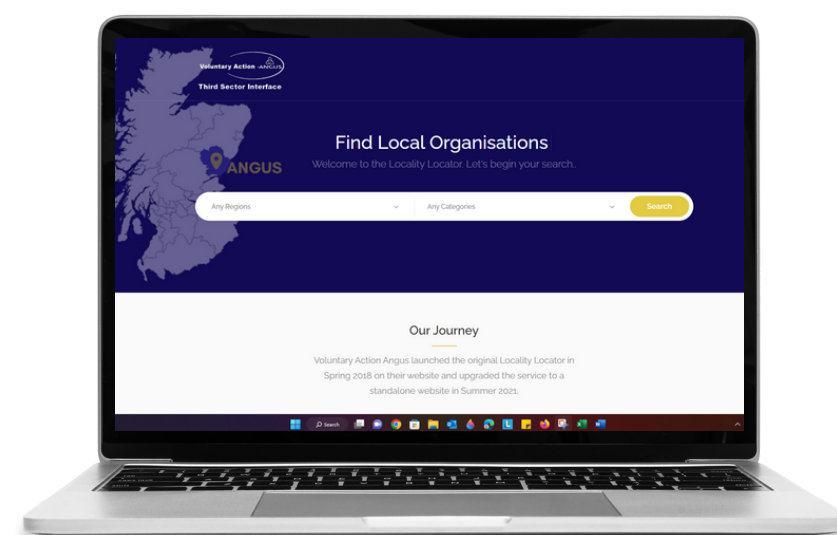 Voluntary Action ANGUS
Third Sector Interface
Find Local Organisations
Welcome to the Locality Locator. Let's begin your search..
ANGUS
Any Regions
Any Categories
Search
Our Journey
Voluntary Action Angus launched the original Locality Locator in
Spring 2018 on their website and upgraded the service to a
standalone website in Summer 2021.
Search